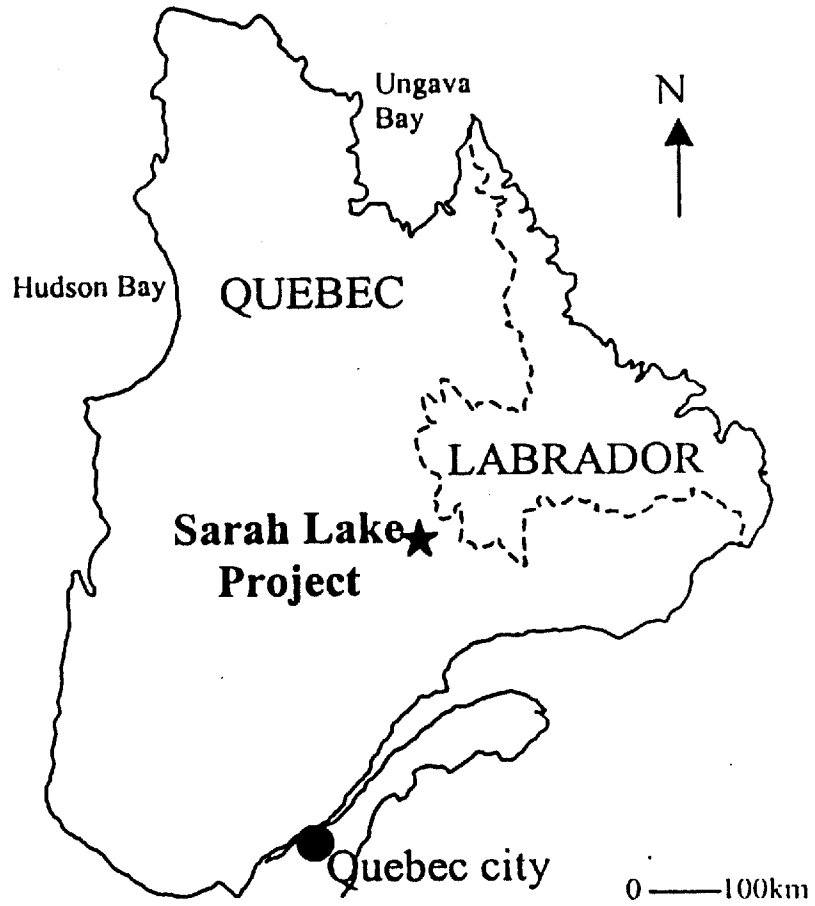 Ungava
Bay
N
Hudson Bay
QUEBEC
LABRADOR
Sarah Lake
Project
Quebec city
0 100km